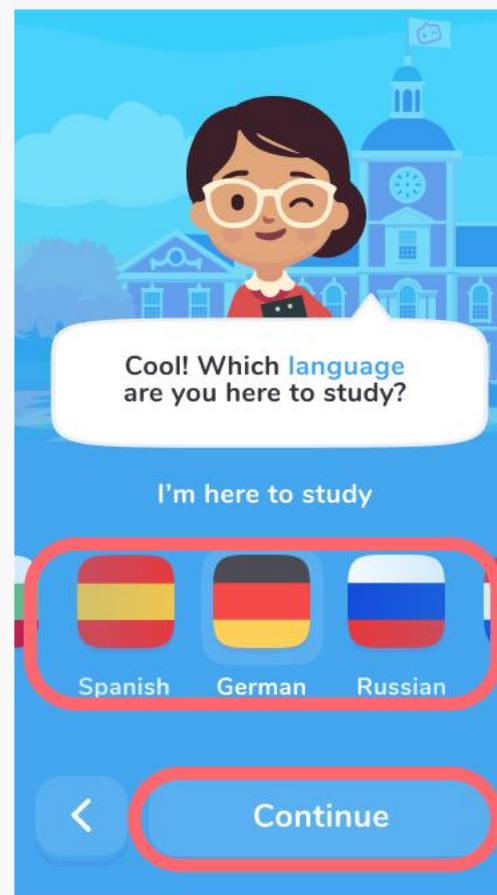 Cool! Which language
are you here to study?
I'm here to study
Spanish German Russian
Continue